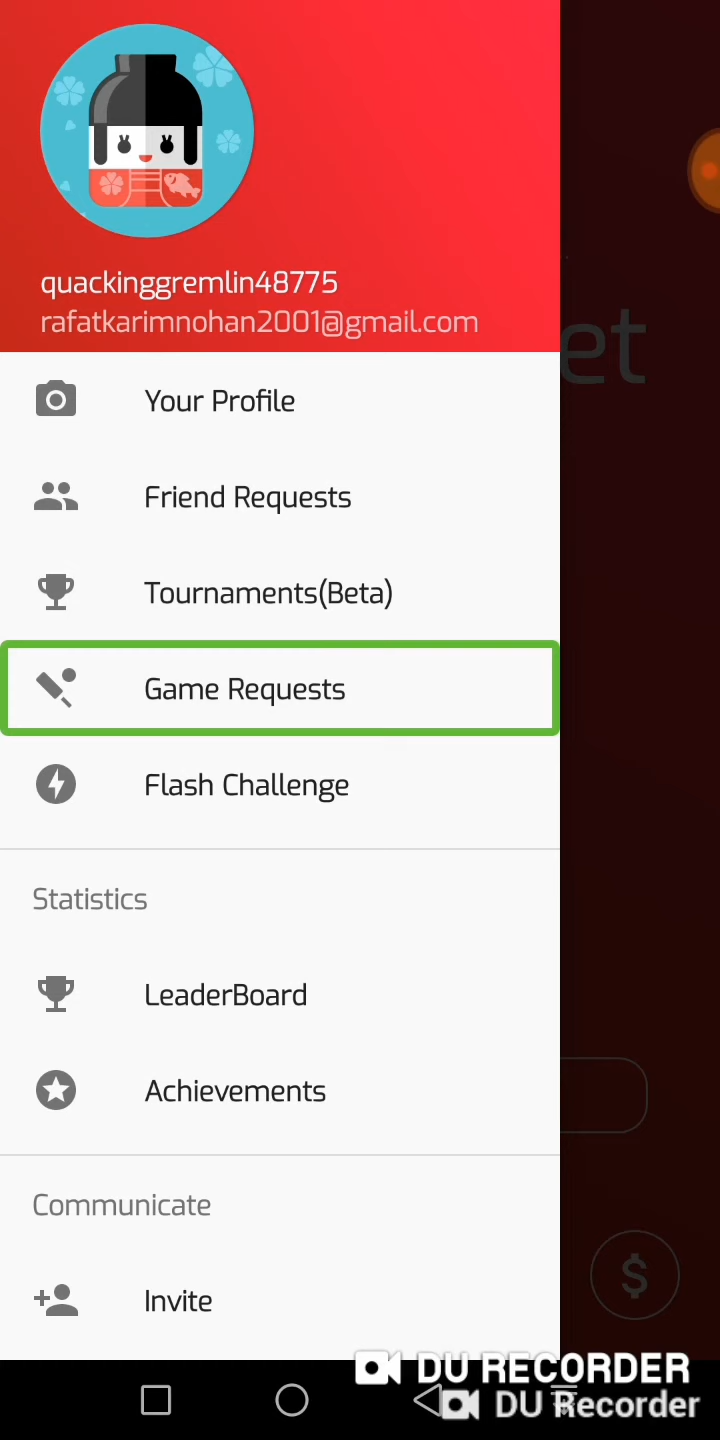 quackinggremlin48775
rafatkarimnohan2001@gmail.com
et
Your Profile
Friend Requests
Tournaments(Beta)
Game Requests
Flash Challenge
Statistics
LeaderBoard
Achievements
Communicate
$
Invite
DU RECORDER
DU Recorder